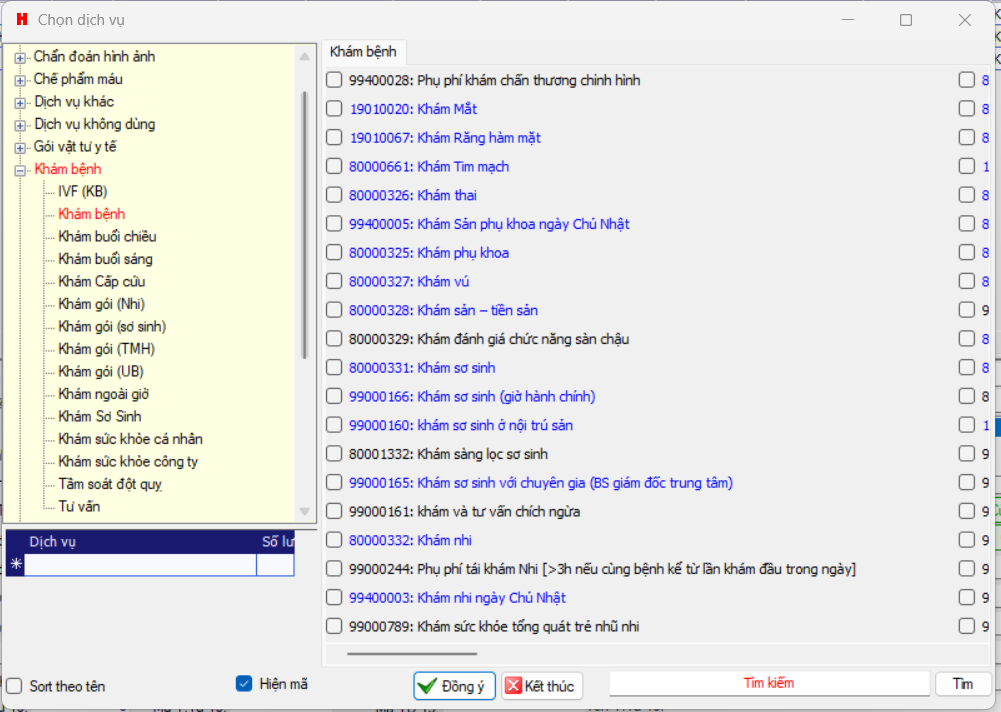 H Chọn dịch vụ
Chẩn đoán hình ảnh
Chế phẩm máu
Dịch vụ khác
Dịch vụ không dùng
Gói vật tư y tế
Khám bệnh
IVF (KB)
Khám bệnh
Khám buổi chiều
Khám buổi sáng
Khám Cấp cứu
Khám gói (Nhi)
Khám gói (sơ sinh)
Khám gói (TMH)
Khám gói (UB)
Khám ngoài giờ
Khám Sơ Sinh
Khám sức khỏe cá nhân
Khám sức khỏe công ty
Tầm soát đột quỵ
Tư vấn
Dịch vụ Số lư
Khám bệnh
99400028: Phụ phí khám chấn thương chỉnh hình 8
19010020: Khám Mắt 8
19010067: Khám Răng hàm mặt 8
80000661: Khám Tim mạch 1
80000326: Khám thai 8
99400005: Khám Sản phụ khoa ngày Chủ Nhật 8
80000325: Khám phụ khoa 8
80000327: Khám vú 8
80000328: Khám sản – tiền sản 9
80000329: Khám đánh giá chức năng sàn chậu 8
80000331: Khám sơ sinh 8
99000166: Khám sơ sinh (giờ hành chính) 8
99000160: khám sơ sinh ở nội trú sản 1
80001332: Khám sàng lọc sơ sinh 9
99000165: Khám sơ sinh với chuyên gia (BS giám đốc trung tâm) 9
99000161: khám và tư vấn chích ngừa 9
80000332: Khám nhi 9
99000244: Phụ phí tái khám Nhi [>3h nếu cùng bệnh kể từ lần khám đầu trong ngày] 9
99400003: Khám nhi ngày Chủ Nhật 9
99000789: Khám sức khỏe tổng quát trẻ nhũ nhi 9
Sort theo tên
Hiện mã
Đồng ý
Kết thúc
Tìm kiếm
Tìm